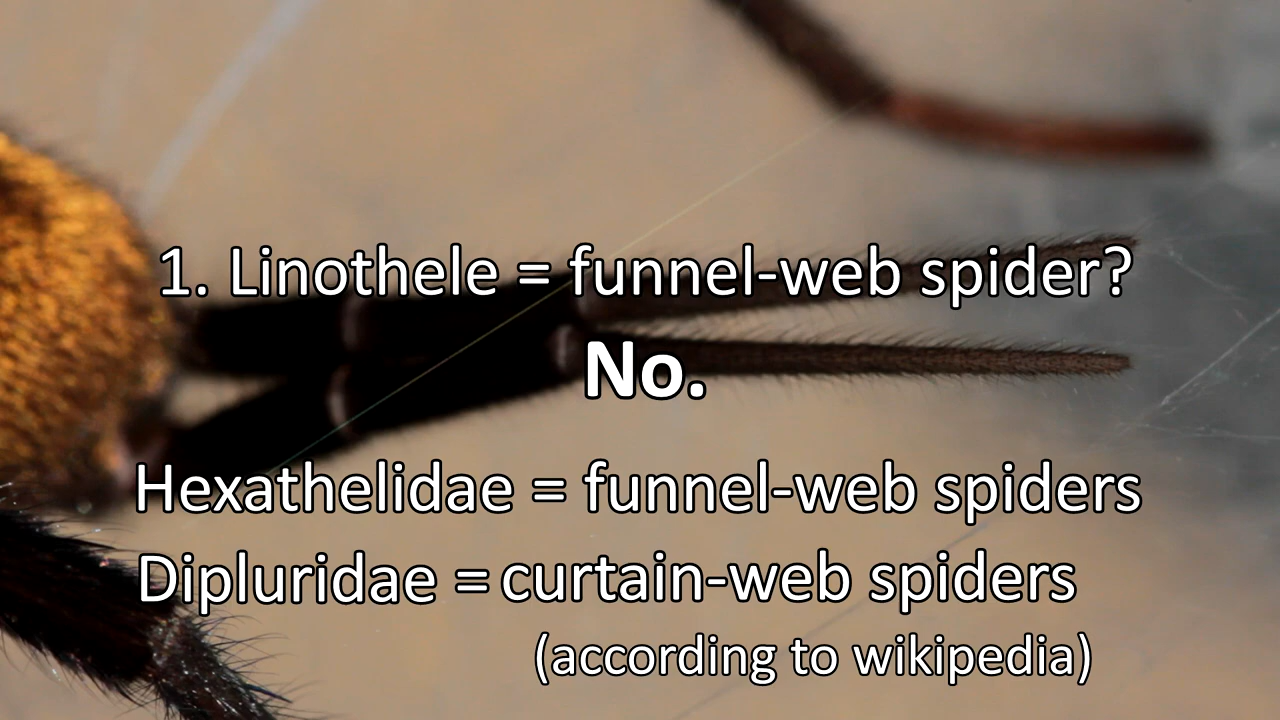 1. Linothele = funnel-web spider?
No.
Hexathelidae = funnel-web spiders
Dipluridae = curtain-web spiders
(according to wikipedia)